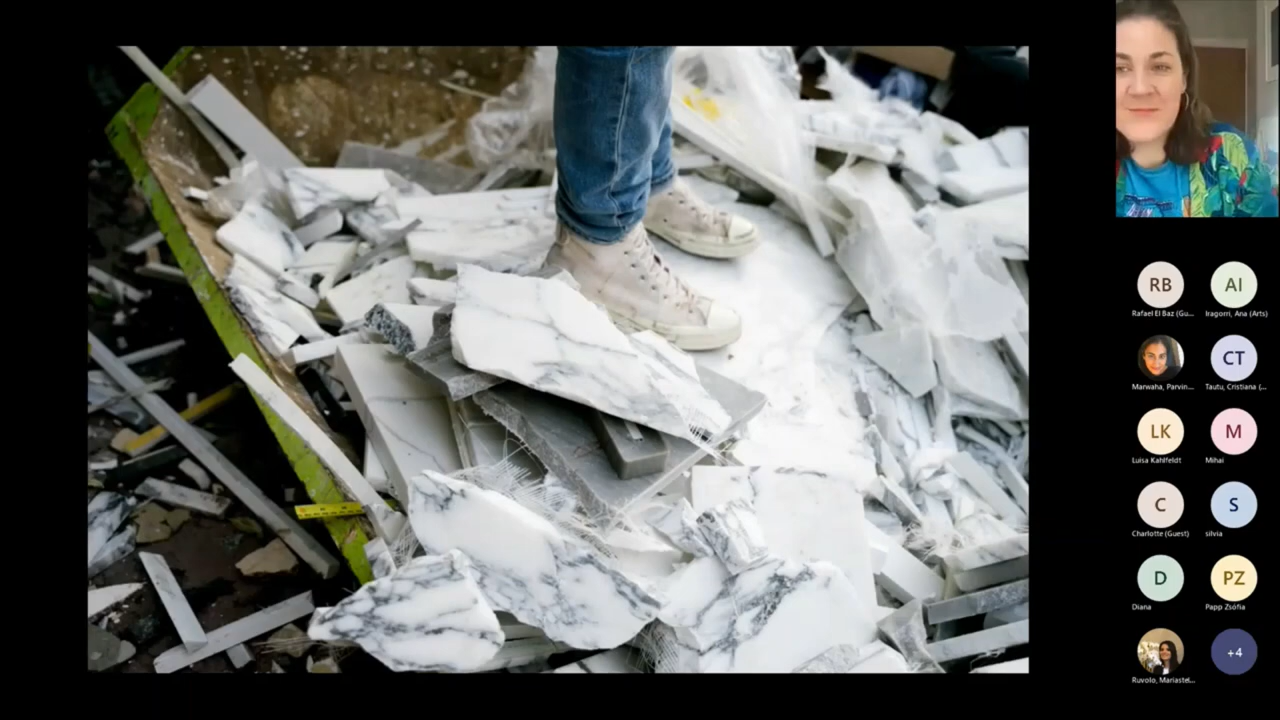 RB
AI
Rafael El Baz (Gu...
Iragorri, Ana (Arts)
CT
Marwaha, Parvin...
Tautu, Cristiana (...
LK
M
Luisa Kahlfeldt
Mihai
C
S
Charlotte (Guest)
silvia
D
PZ
Diana
Papp Zsófia
+4
Ruvolo, Mariastel...